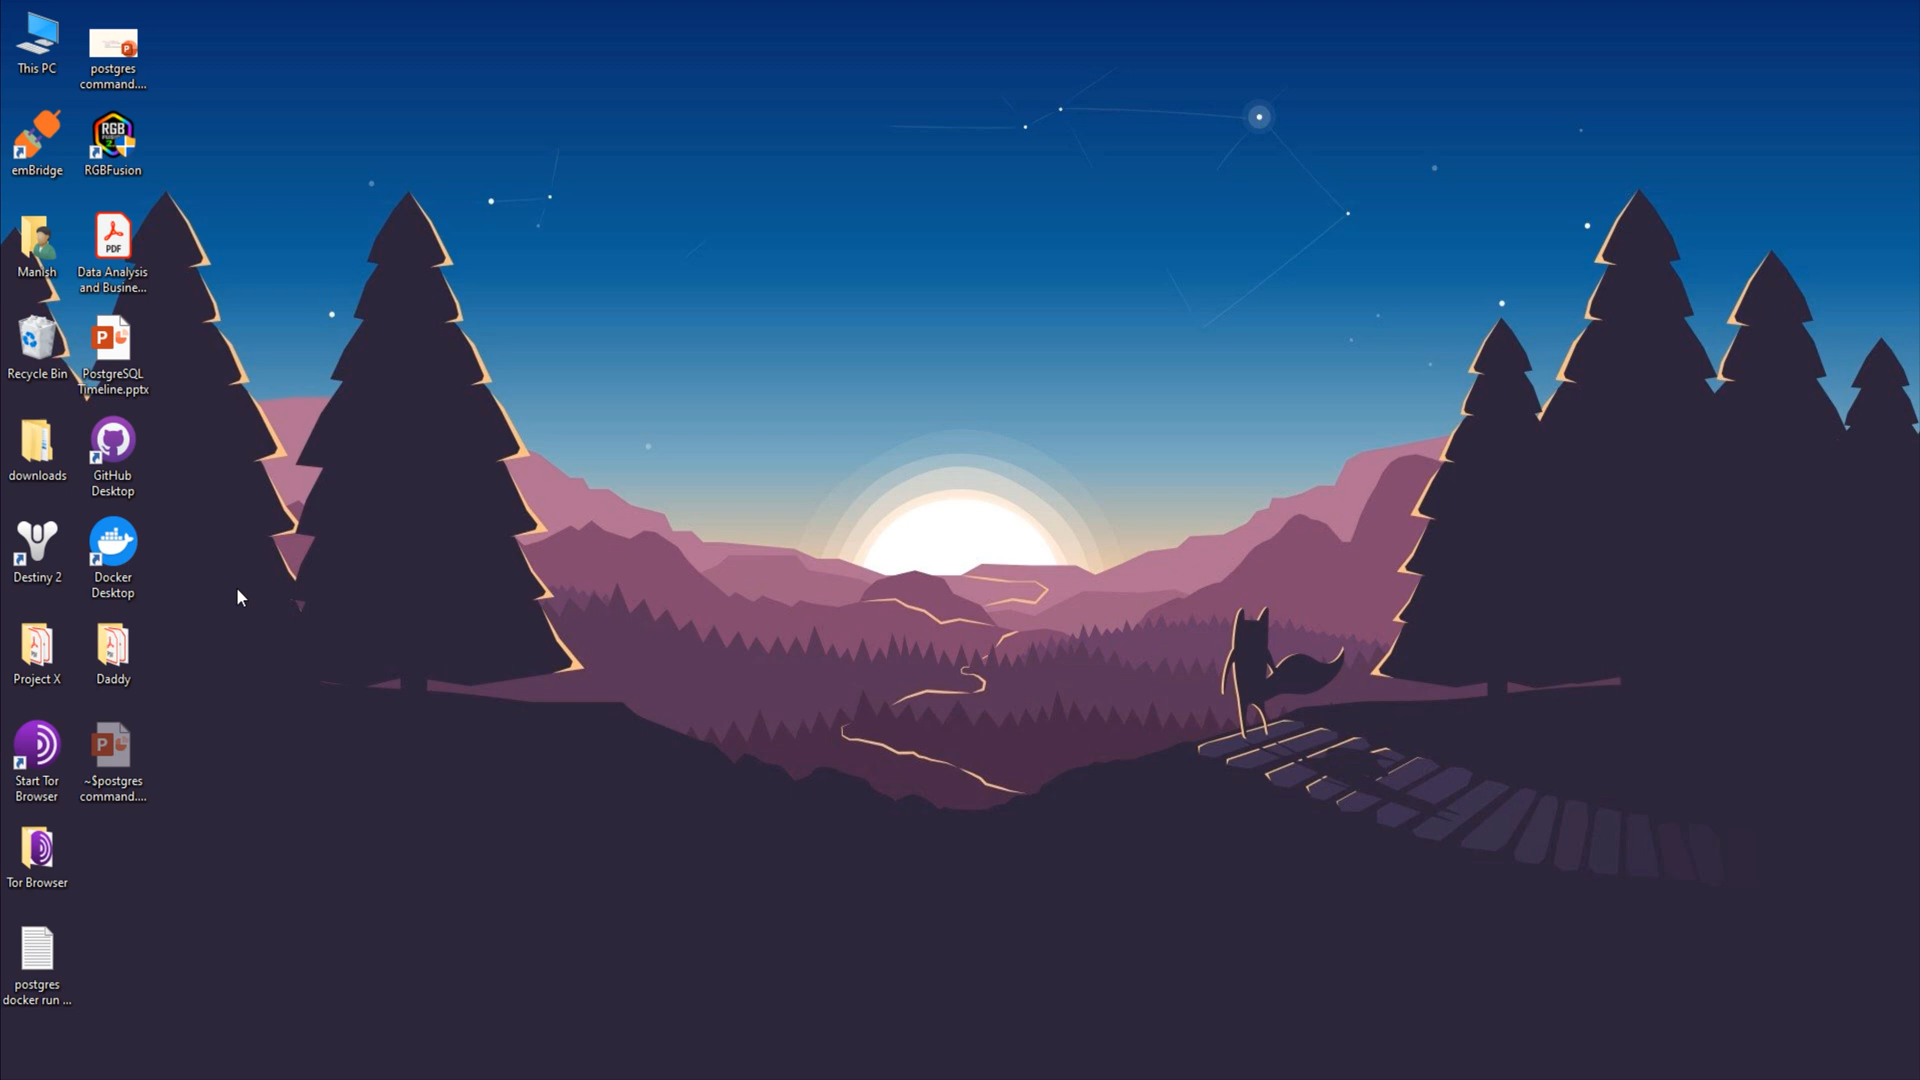 This PC
postgres
command....
emBridge
RGB
RGBFusion
Manish
PDF
Data Analysis
and Busine...
Recycle Bin
P
PostgreSQL
Timeline.pptx
downloads
GitHub
Desktop
Destiny 2
Docker
Desktop
Project X
Daddy
Start Tor
Browser
P
~$postgres
command....
Tor Browser
postgres
docker run ...